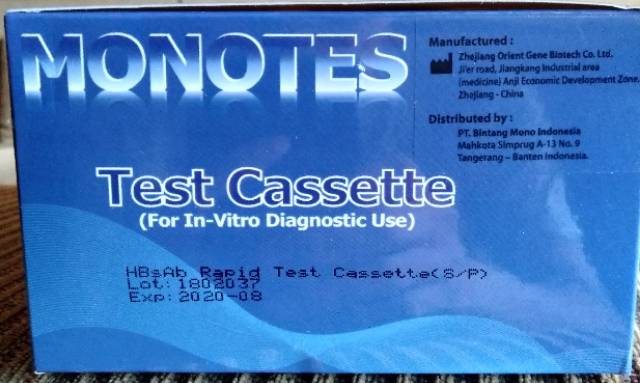 MONOTES
Manufactured :
Zhejiang Orient Gene Biotech Co. Ltd.
Ji'er road, Jiangkang Industrial area
(medicine) Anji Economic Development Zone.
Zhejiang - China
Distributed by :
PT. Bintang Mono Indonesia
Mahkota Simprug A-13 No. 9
Tangerang – Banten Indonesia.
Test Cassette
(For In-Vitro Diagnostic Use)
HBsAb Rapid Test Cassette(S/P)
Lot: 1802037
Exp: 2020-08